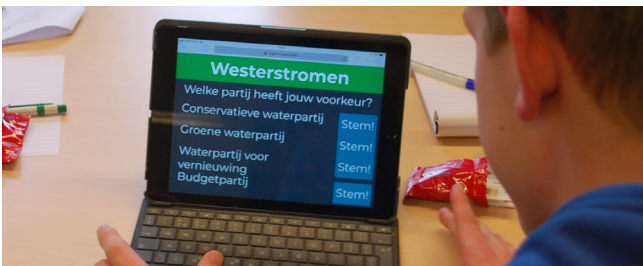 Westerstromen
Welke partij heeft jouw voorkeur?
Conservatieve waterpartij
Stem!
Groene waterpartij
Stem!
Waterpartij voor
vernieuwing
Stem!
Budgetpartij
Stem!